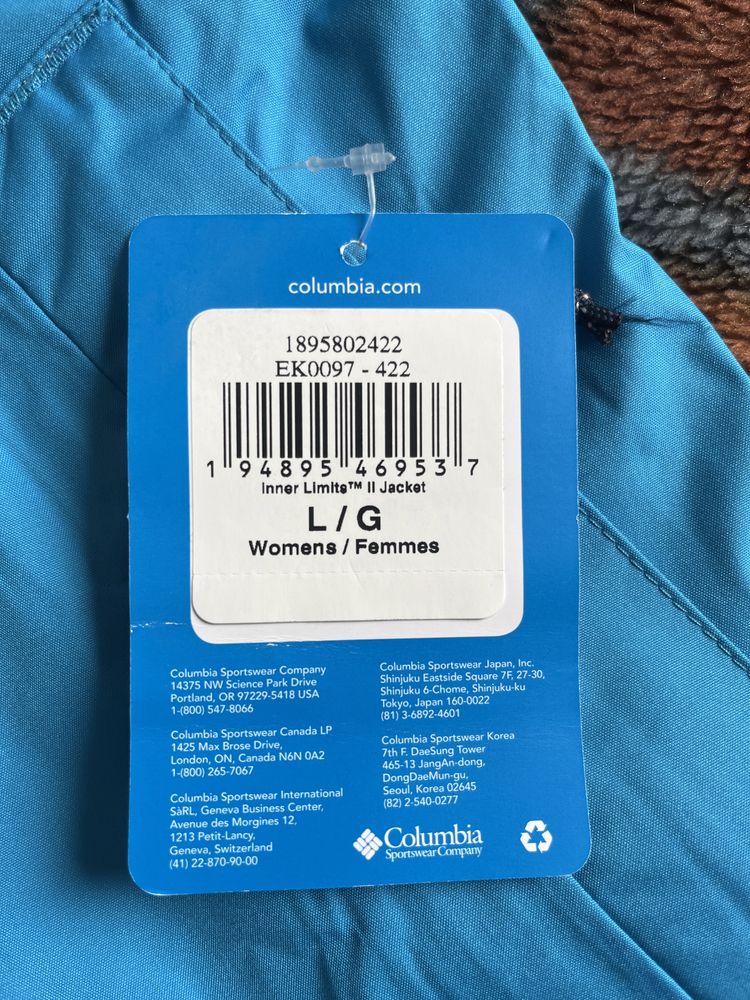 columbia.com
1895802422
EK0097 - 422
1 94895 46953 7
Inner Limits™ II Jacket
L / G
Womens / Femmes
Columbia Sportswear Company
14375 NW Science Park Drive
Portland, OR 97229-5418 USA
1-(800) 547-8066
Columbia Sportswear Canada LP
1425 Max Brose Drive,
London, ON, Canada N6N 0A2
1-(800) 265-7067
Columbia Sportswear International
SàRL, Geneva Business Center,
Avenue des Morgines 12,
1213 Petit-Lancy,
Geneva, Switzerland
(41) 22-870-90-00
Columbia Sportswear Japan, Inc.
Shinjuku Eastside Square 7F, 27-30,
Shinjuku 6-Chome, Shinjuku-ku
Tokyo, Japan 160-0022
(81) 3-6892-4601
Columbia Sportswear Korea
7th F. DaeSung Tower
465-13 JangAn-dong,
DongDaeMun-gu,
Seoul, Korea 02645
(82) 2-540-0277
Columbia
Sportswear Company